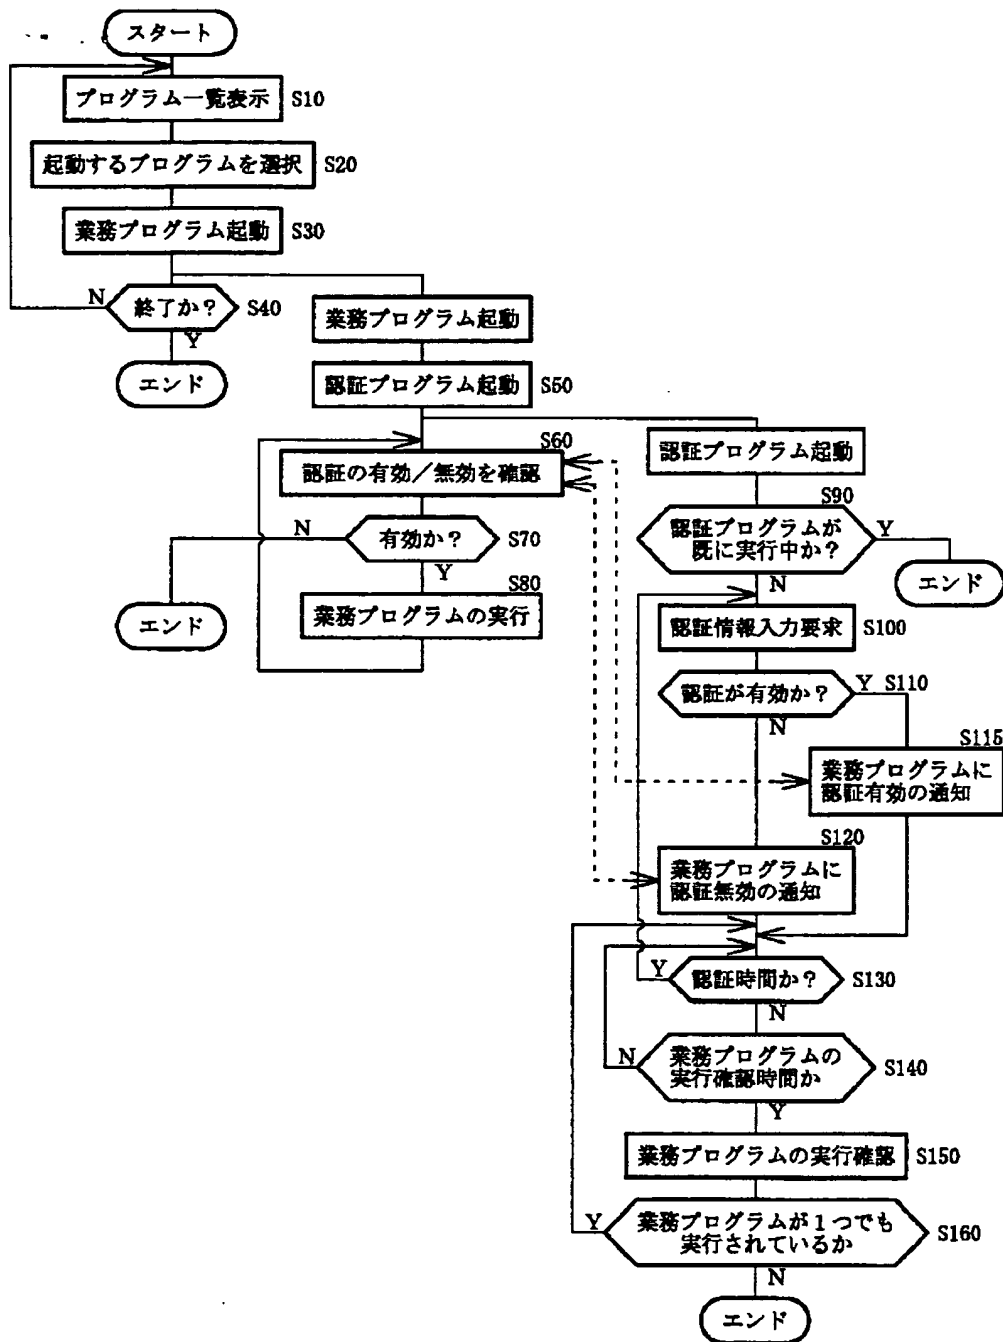 スタート
プログラム一覧表示 S10
起動するプログラムを選択 S20
業務プログラム起動 S30
N 終了か? S40
Y
エンド
業務プログラム起動
認証プログラム起動 S50
S60
認証の有効/無効を確認
N 有効か? S70
Y
S80
業務プログラムの実行
エンド
認証プログラム起動
S90
認証プログラムが
既に実行中か?
Y
エンド
N
認証情報入力要求 S100
認証が有効か? Y S110
N
S115
業務プログラムに
認証有効の通知
S120
業務プログラムに
認証無効の通知
Y 認証時間か? S130
N
業務プログラムの
実行確認時間か
N S140
Y
業務プログラムの実行確認 S150
業務プログラムが1つでも
実行されているか
Y S160
N
エンド